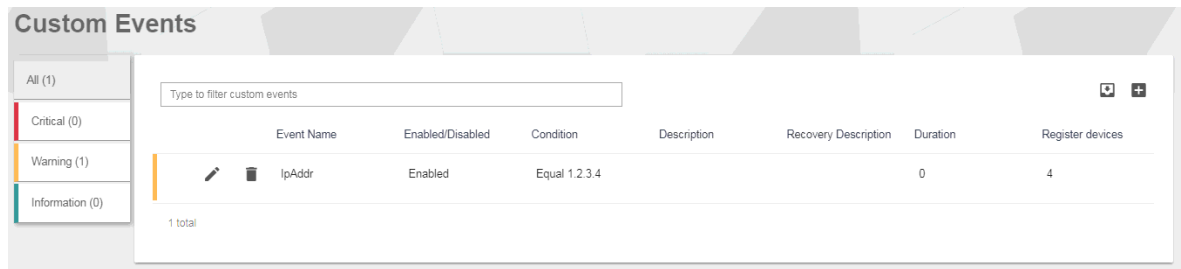 Custom Events
All (1)
Critical (0)
Warning (1)
Information (0)
Type to filter custom events
Event Name Enabled/Disabled Condition Description Recovery Description Duration Register devices
IpAddr Enabled Equal 1.2.3.4 0 4
1 total